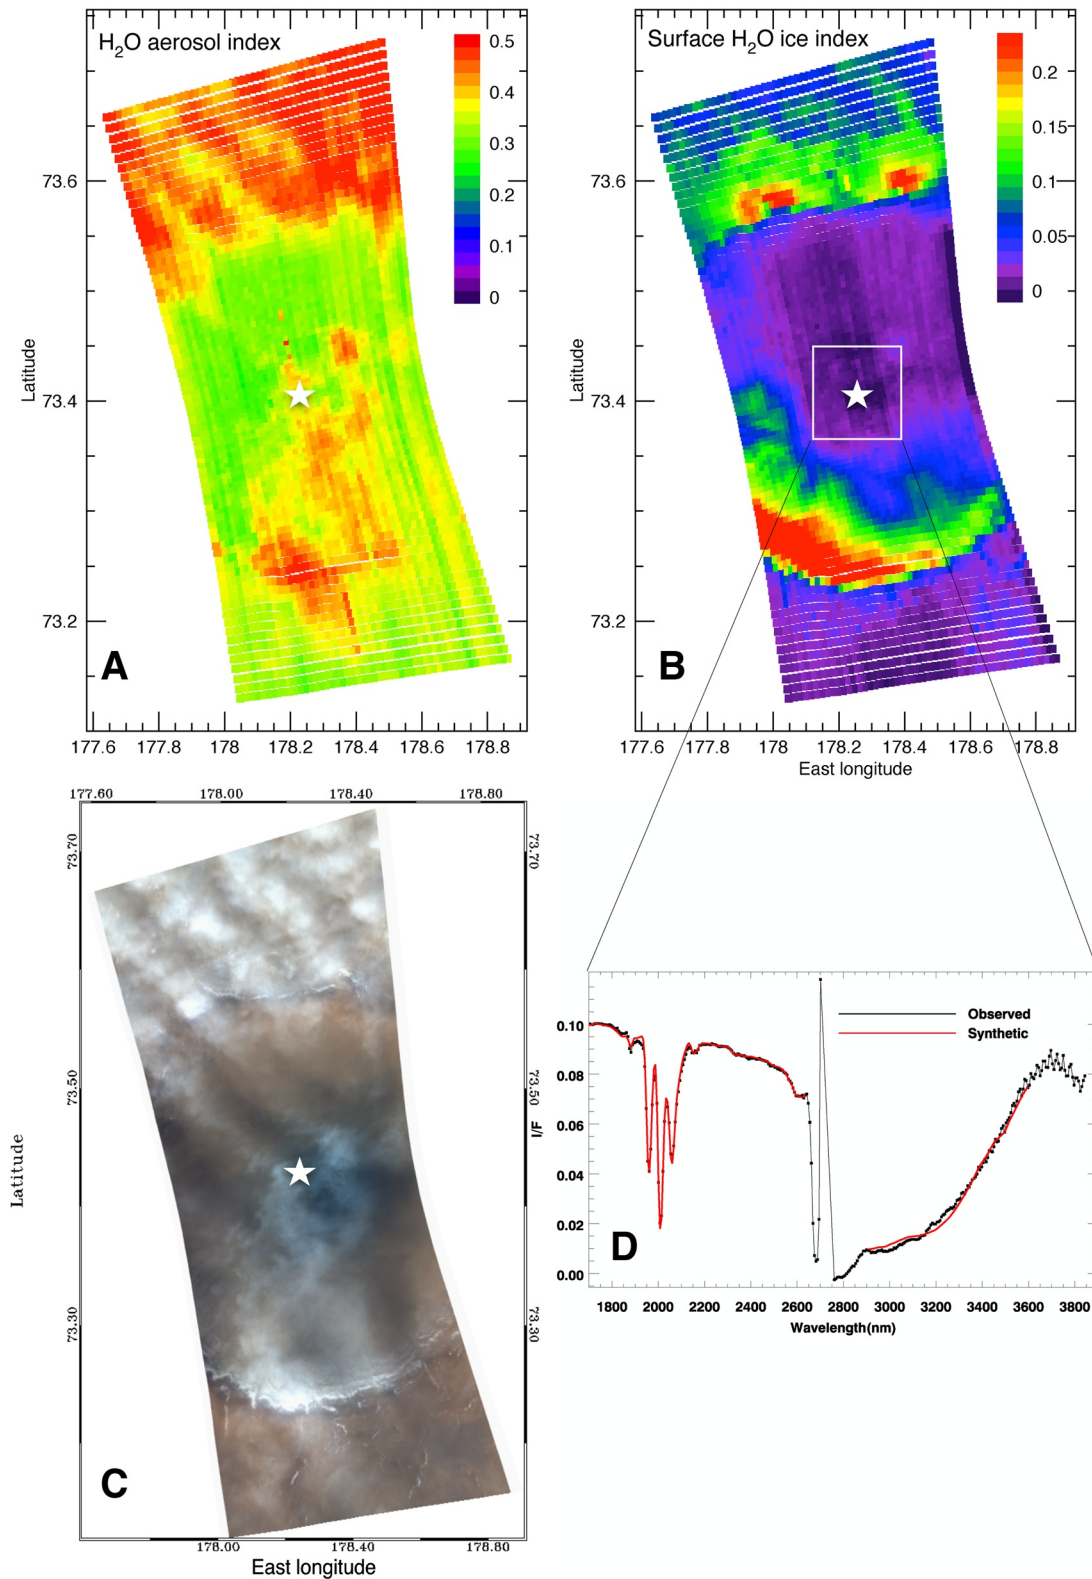 H2O aerosol index
0.5
0.4
0.3
0.2
0.1
0
73.6
73.4
73.2
Latitude
A
177.6 177.8 178 178.2 178.4 178.6 178.8
Surface H2O ice index
0.2
0.15
0.1
0.05
0
73.6
73.4
73.2
Latitude
B
177.6 177.8 178 178.2 178.4 178.6 178.8
East longitude
177.60 178.00 178.40 178.80
73.70
73.50
73.30
Latitude
73.70
73.50
73.30
C
178.00 178.40 178.80
East longitude
Observed
Synthetic
0.10
0.08
0.06
0.04
0.02
0.00
I/F
D
1800 2000 2200 2400 2600 2800 3000 3200 3400 3600 3800
Wavelength(nm)